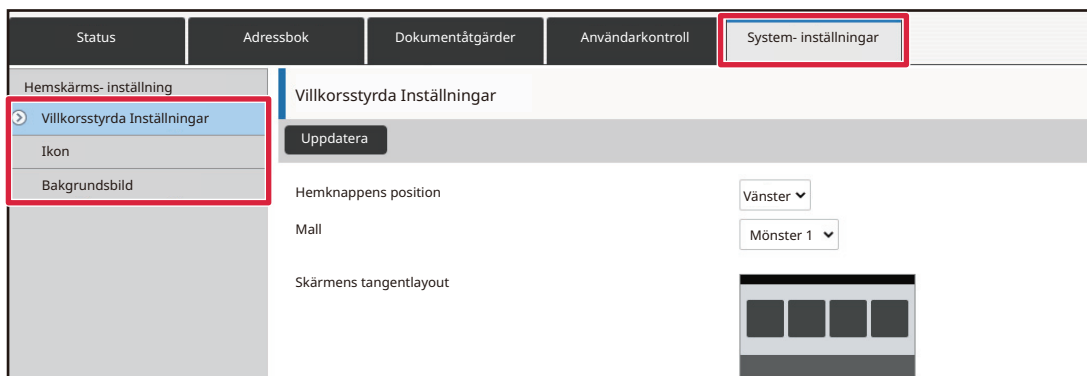 Status
Adressbok
Dokumentåtgärder
Användarkontroll
System- inställningar
Hemskärms- inställning
Villkorsstyrda Inställningar
Ikon
Bakgrundsbild
Villkorsstyrda Inställningar
Uppdatera
Hemknappens position
Vänster
Mall
Mönster 1
Skärmens tangentlayout